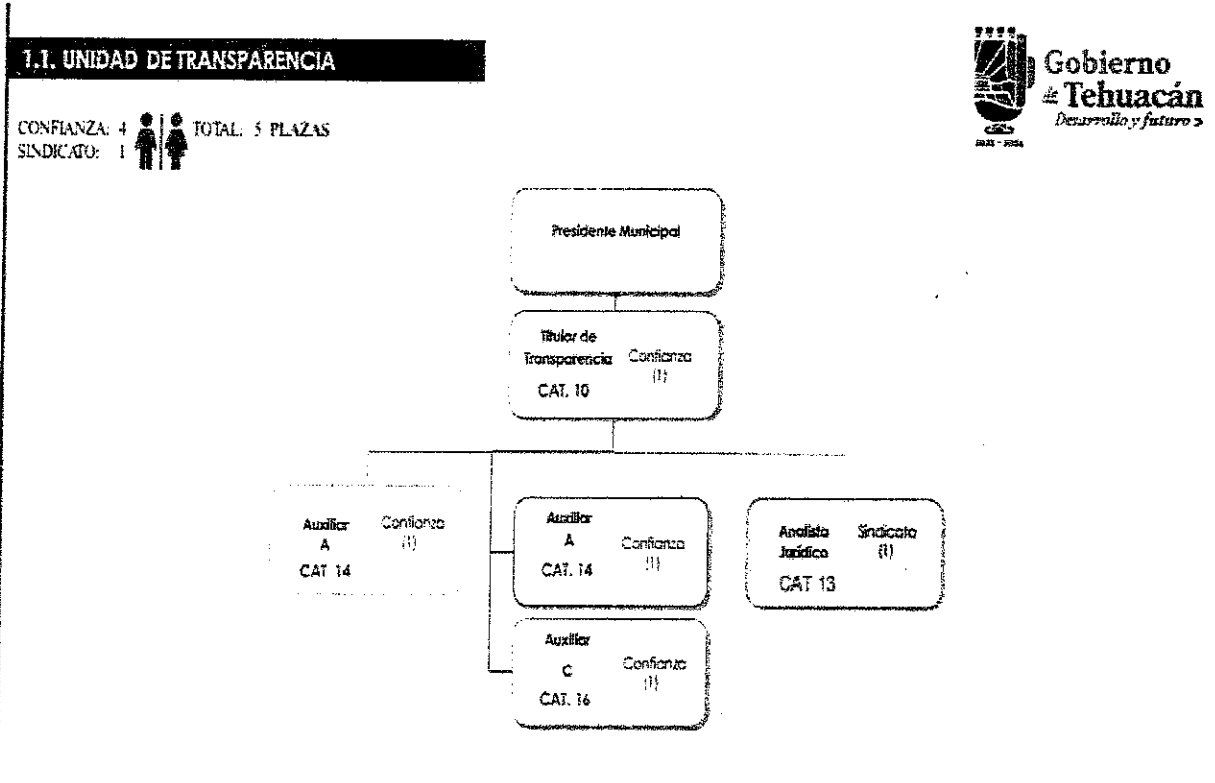 1.1. UNIDAD DE TRANSPARENCIA
Gobierno
de Tehuacán
Desarrollo y futuro >
CONFIANZA: 4
SINDICATO: 1
TOTAL: 5 PLAZAS
Presidente Municipal
Titular de
Transparencia
CAT. 10
Confianza
(1)
Auxiliar
A
CAT 14
Confianza
(1)
Auxiliar
A
CAT. 14
Confianza
(1)
Analista
Jurídico
CAT 13
Sindicato
(1)
Auxiliar
C
CAT. 16
Confianza
(1)